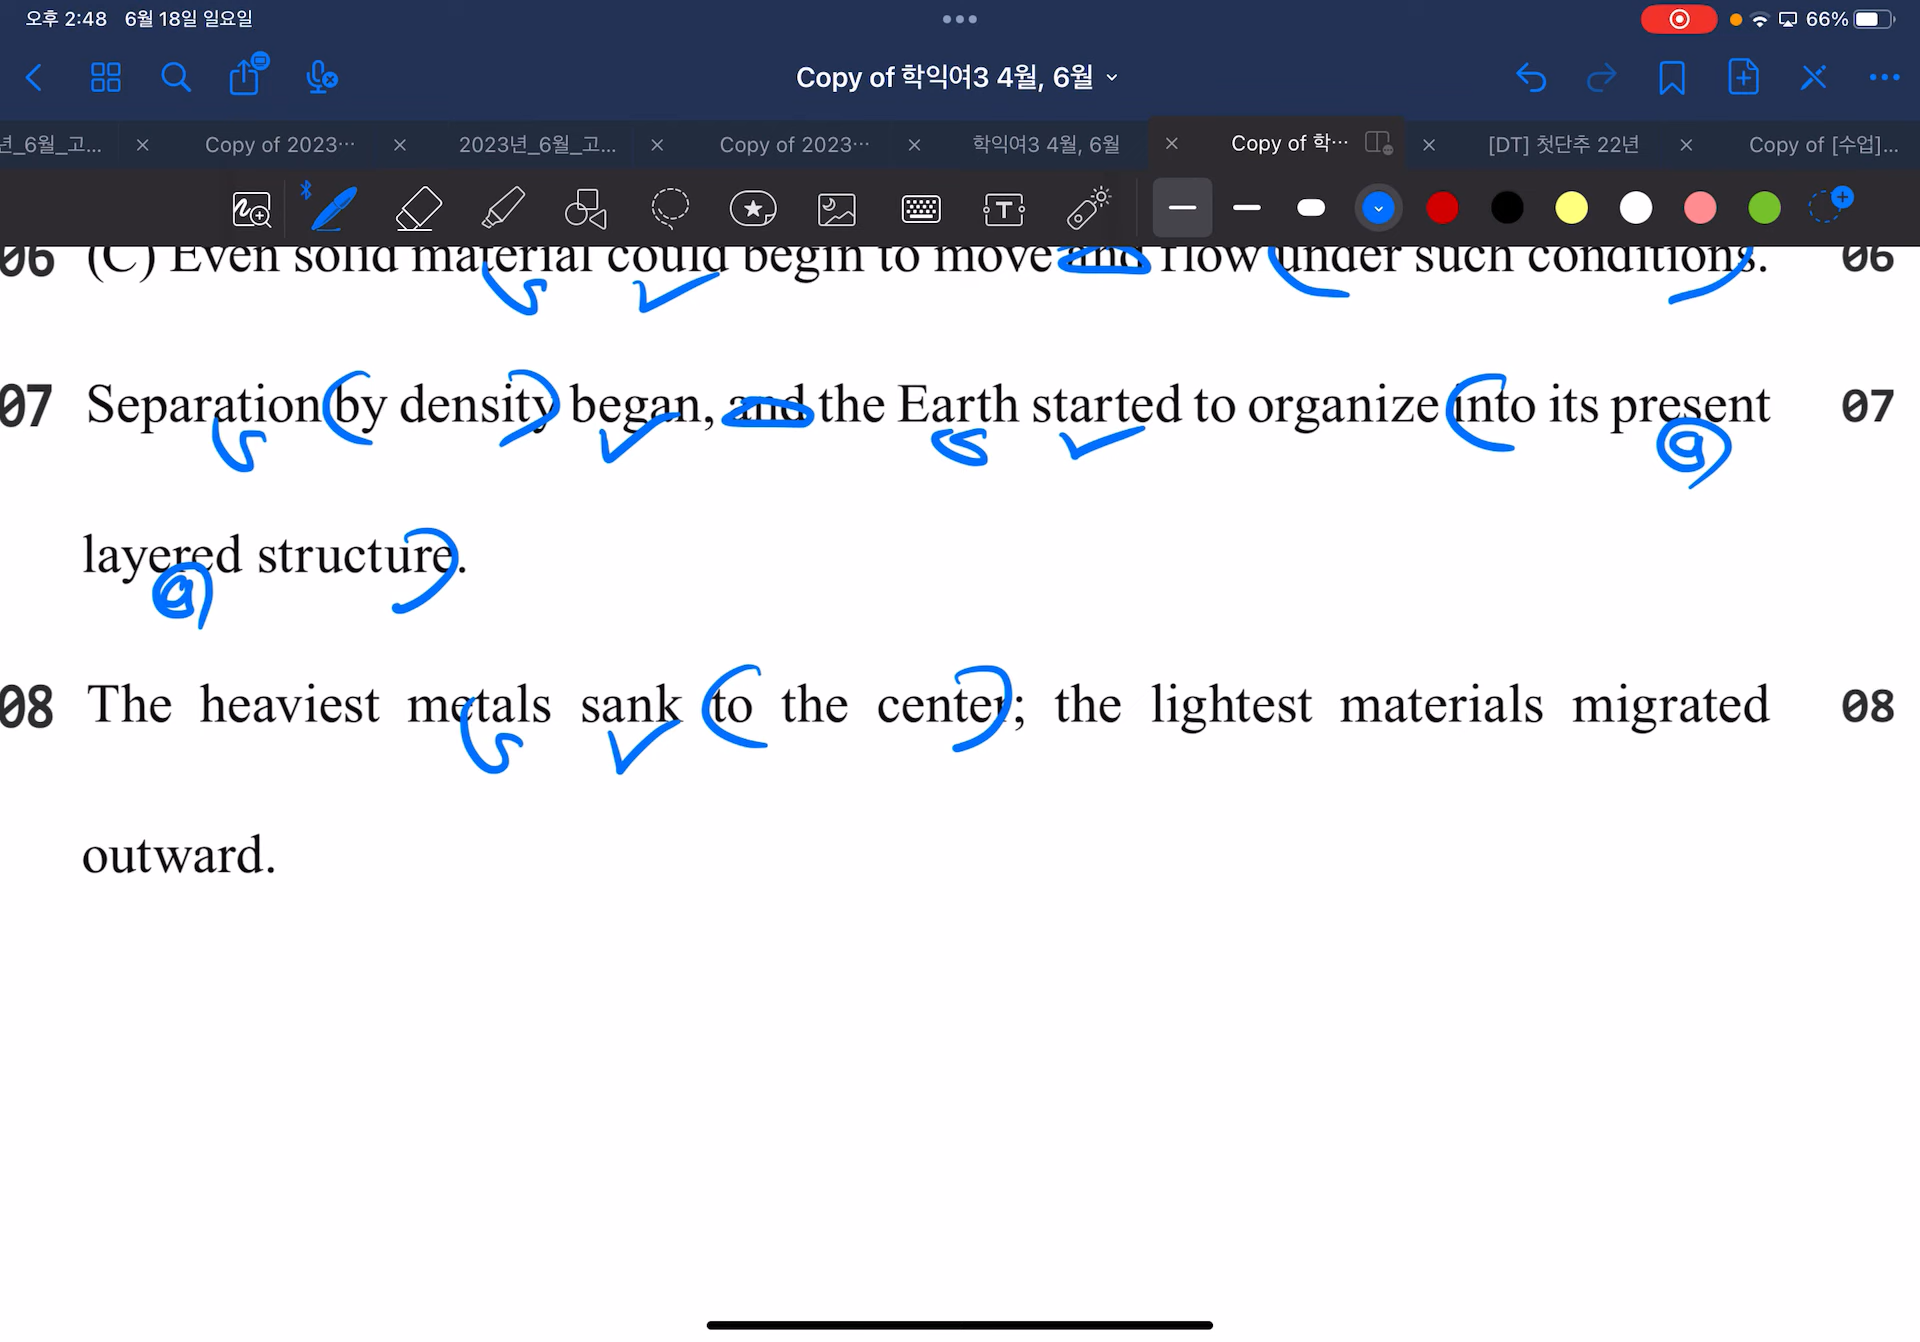 오후 2:48 6월 18일 일요일 66%
Copy of 학익여3 4월, 6월
년_6월_고... Copy of 2023… 2023년_6월_고... Copy of 2023… 학익여3 4월, 6월 Copy of 학… [DT] 첫단추 22년 Copy of [수업]...
06 (C) Even solid material could begin to move and flow under such conditions. 06
07 Separation by density began, and the Earth started to organize into its present 07
layered structure.
08 The heaviest metals sank to the center; the lightest materials migrated 08
outward.